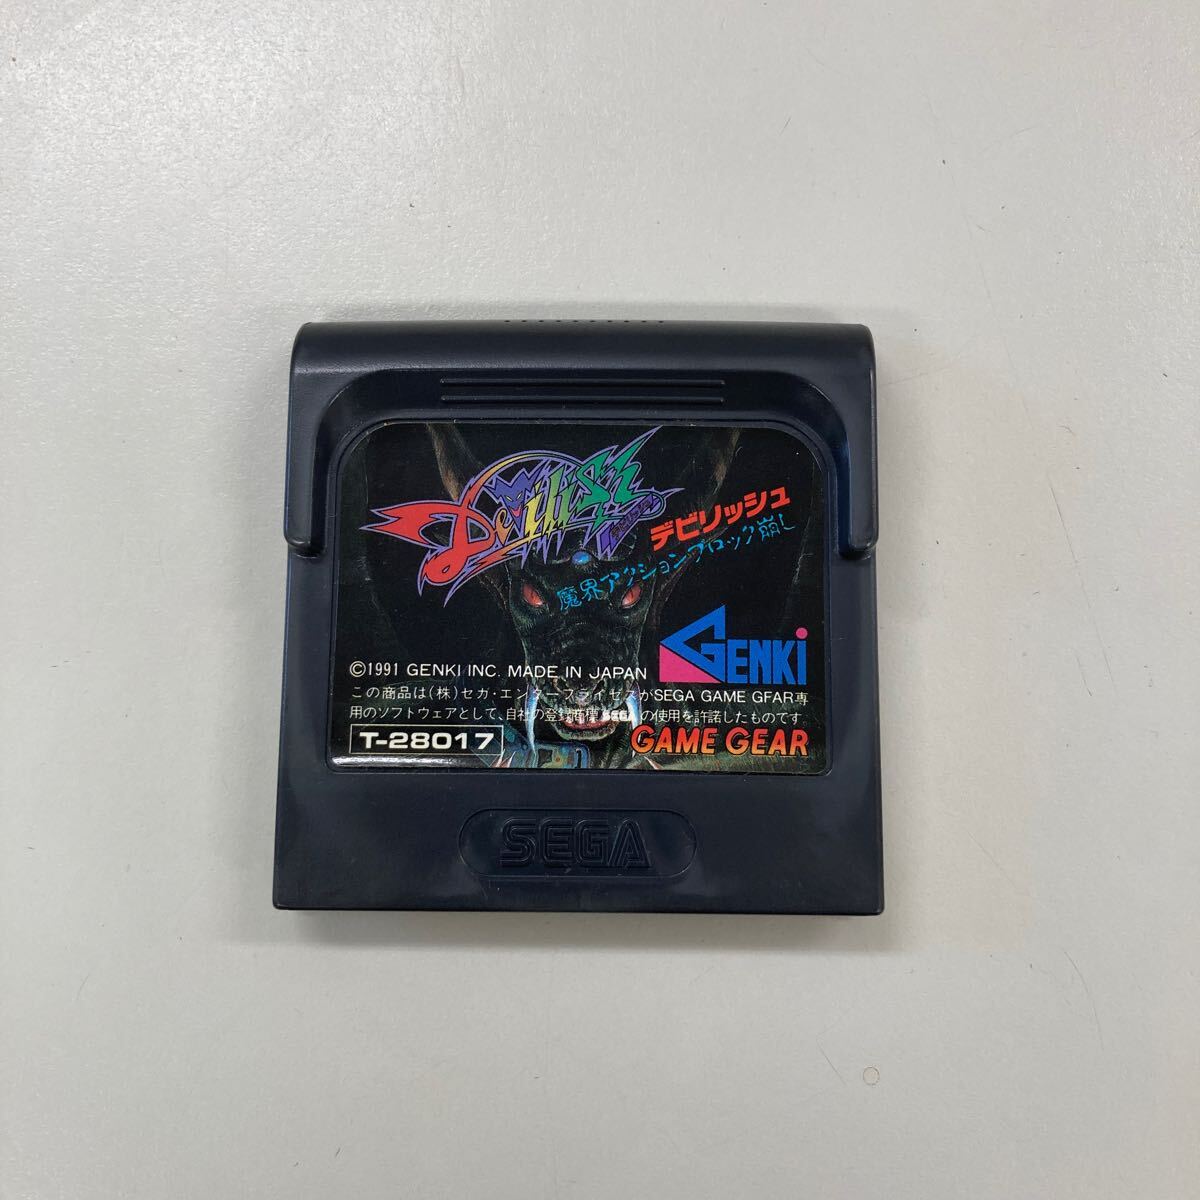 Devilish
デビリッシュ
魔界アクションブロック崩し
GENKi
©1991 GENKI INC. MADE IN JAPAN
この商品は(株)セガ・エンタープライゼスがSEGA GAME GEAR専
用のソフトウェアとして、自社の登録商標 SEGA の使用を許諾したものです。
T-28017
GAME GEAR
SEGA